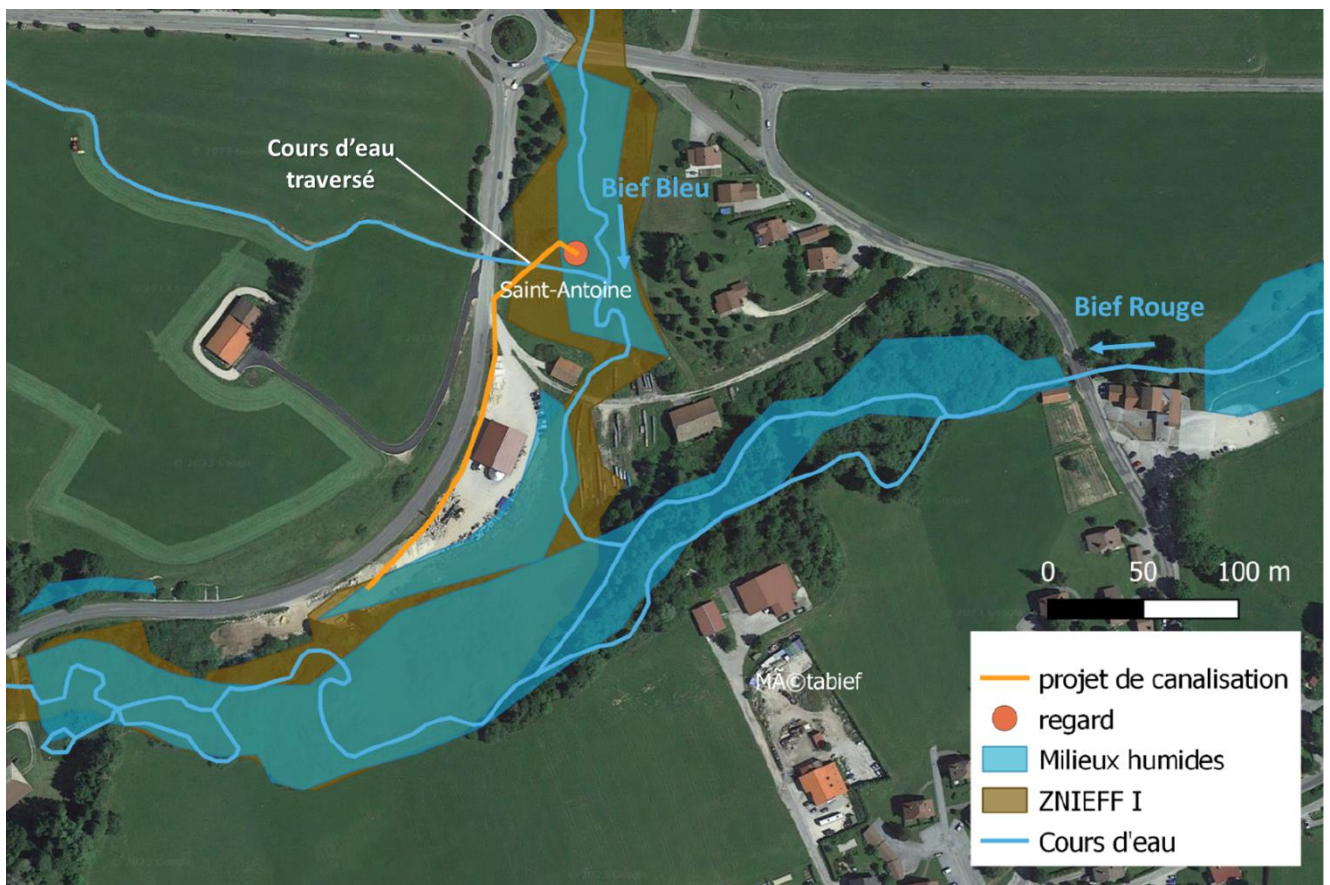 Cours d'eau
traversé
Bief Bleu
Saint-Antoine
Bief Rouge
MÃ©tabief
0 50 100 m
projet de canalisation
regard
Milieux humides
ZNIEFF I
Cours d'eau